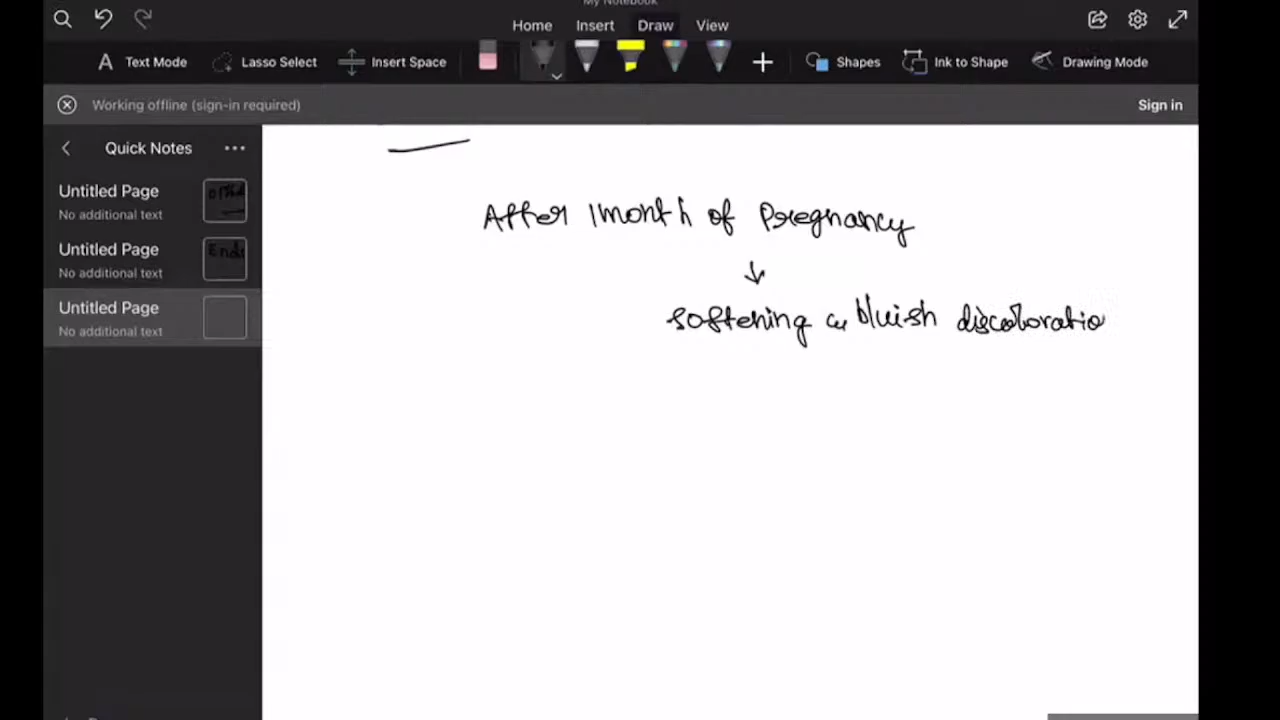 My Notebook
Home Insert Draw View
Text Mode Lasso Select Insert Space Shapes Ink to Shape Drawing Mode
Working offline (sign-in required) Sign in
Quick Notes
Untitled Page
No additional text
Untitled Page
No additional text
Untitled Page
No additional text
After 1month of Pregnancy
↓
softening & bluish discoloratio